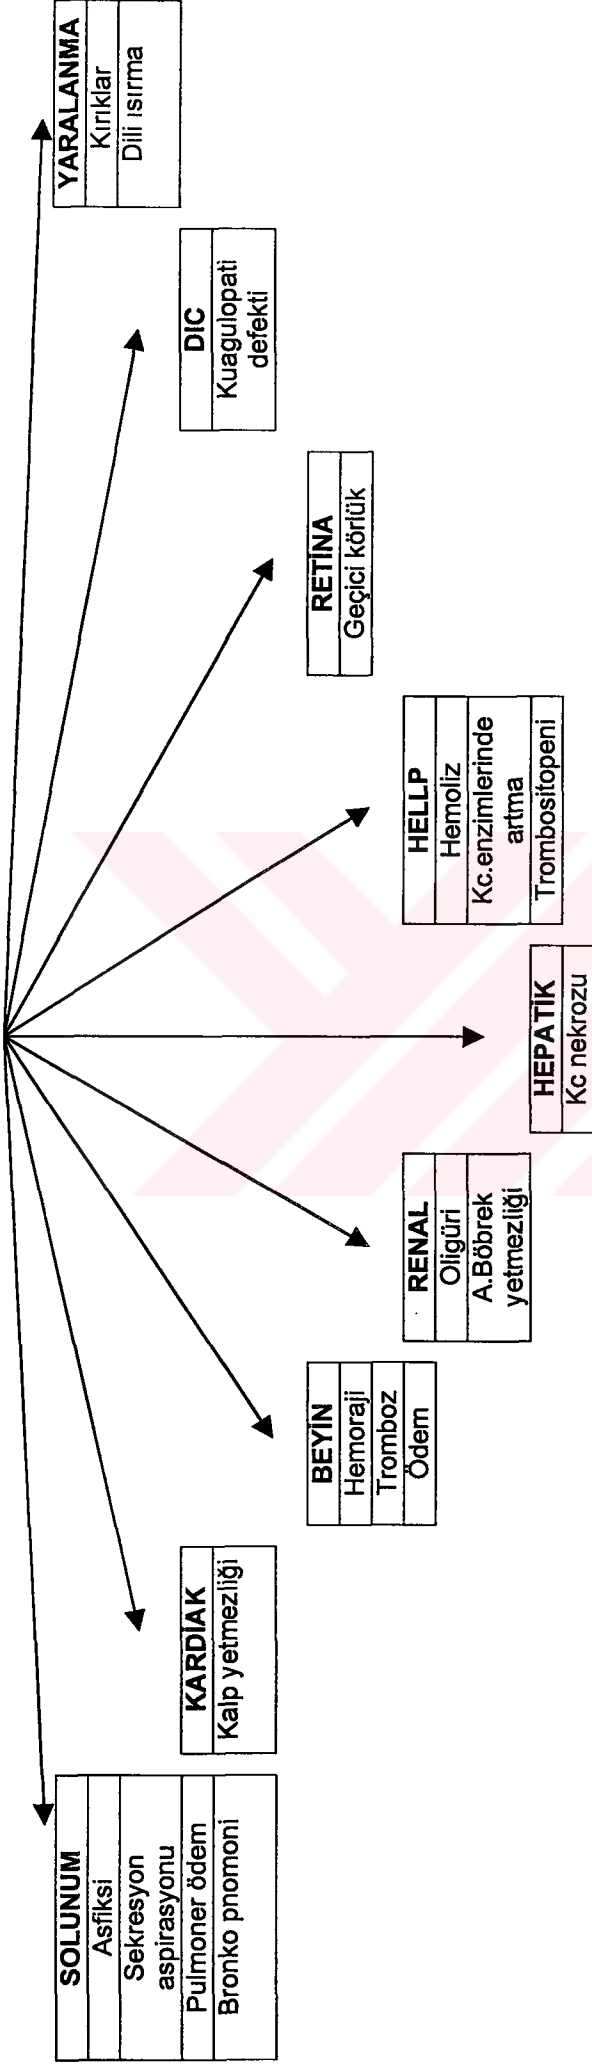 SOLUNUM
Asfiksi
Sekresyon
aspirasyonu
Pulmoner ödem
Bronko pnomoni
KARDİAK
Kalp yetmezliği
BEYİN
Hemoraji
Tromboz
Ödem
RENAL
Oligüri
A.Böbrek
yetmezliği
HEPATİK
Kc nekrozu
HELLP
Hemoliz
Kc.enzimlerinde
artma
Trombositopeni
RETİNA
Geçici körlük
DIC
Kuagulopati
defekti
YARALANMA
Kırıklar
Dili ısırma